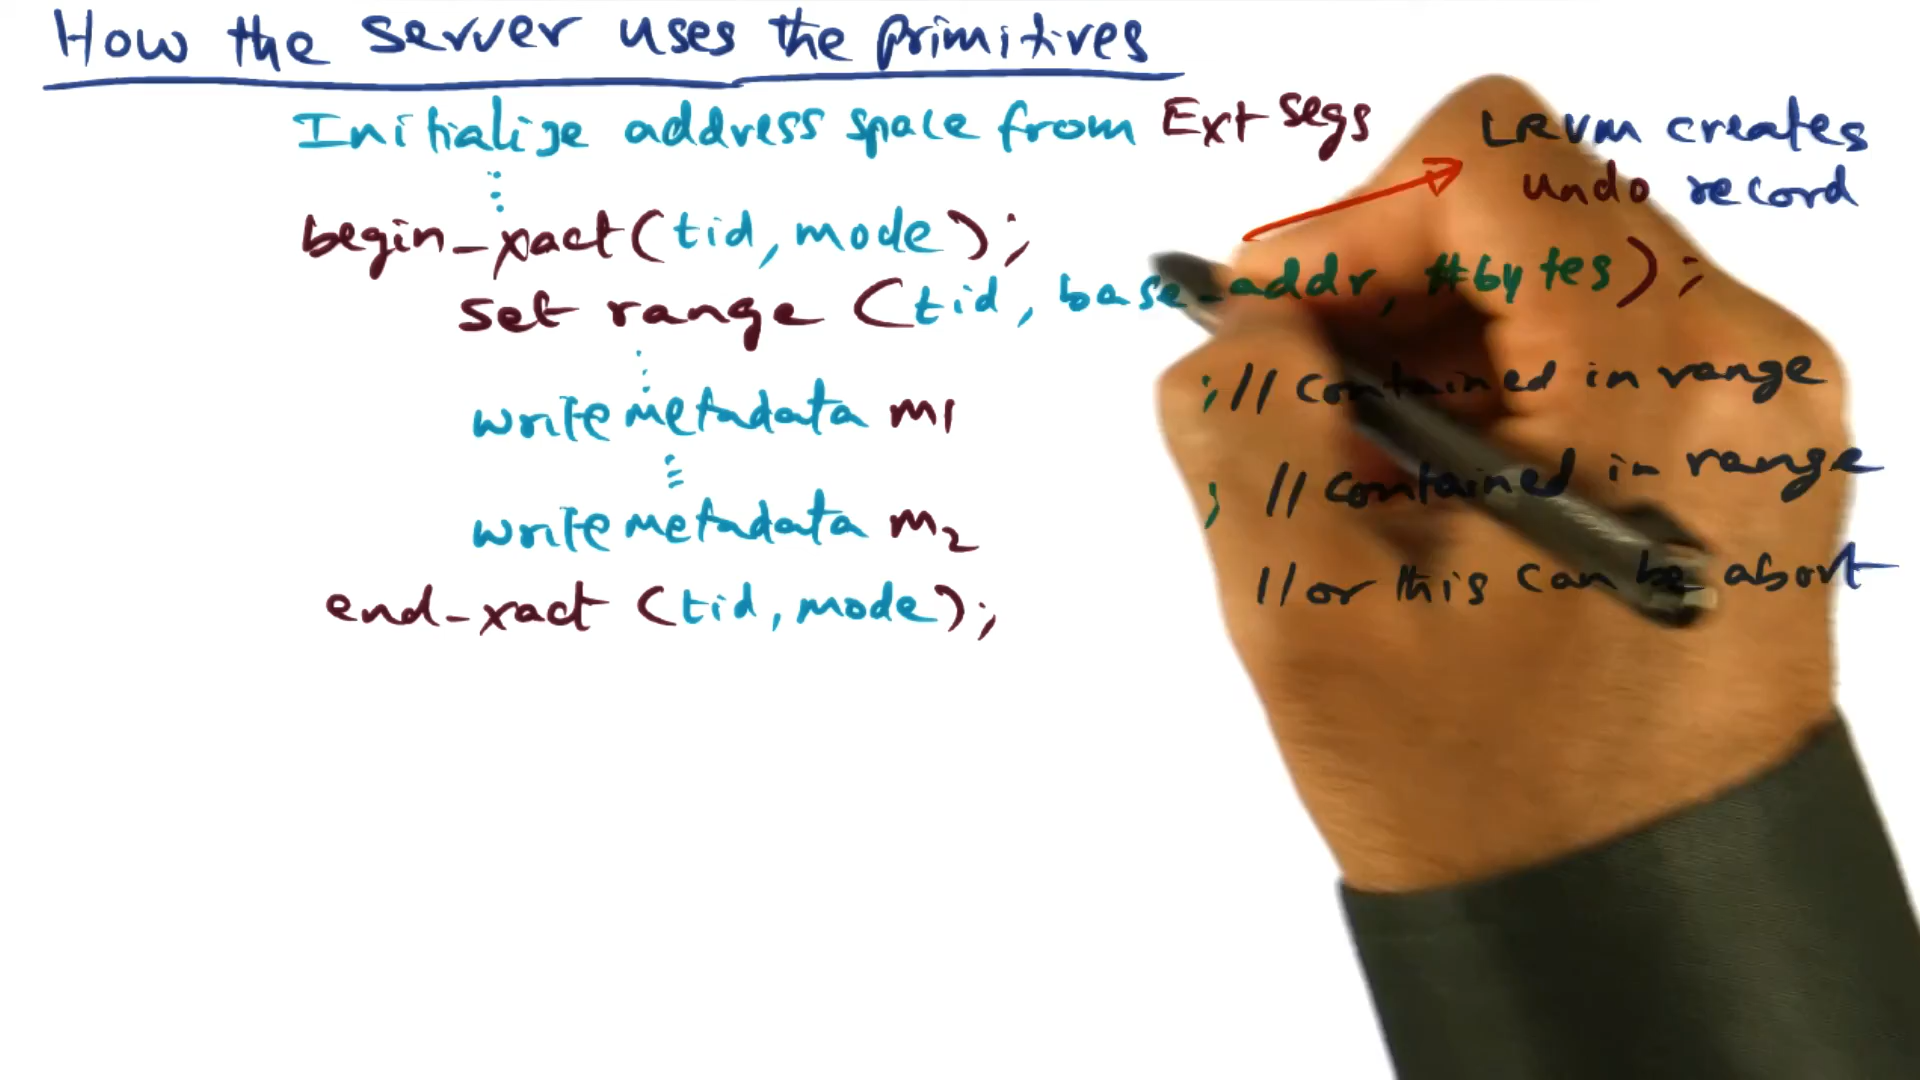 How the server uses the primitives
Initialize address space from Ext segs
LRVM creates
undo record
begin_xact(tid, mode);
set range (tid, base_addr, #bytes);
write metadata m1 ; // contained in range
write metadata m2 ; // contained in range
end_xact (tid, mode); // or this can be abort